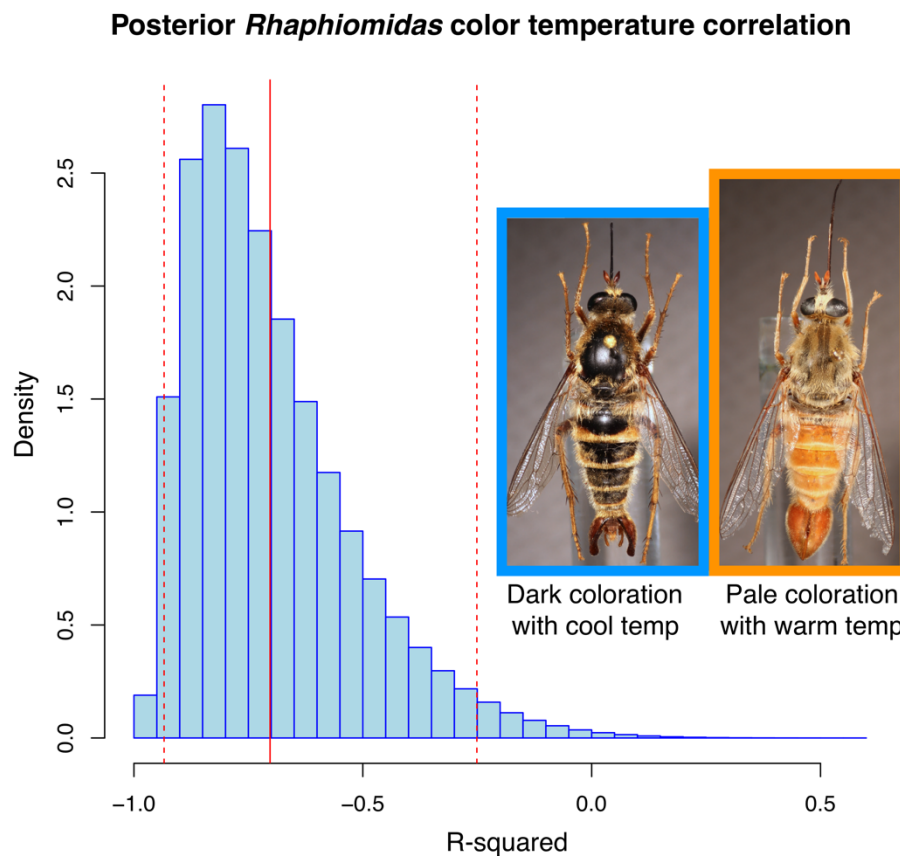 Posterior Rhaphiomidas color temperature correlation
2.5
2.0
1.5
1.0
0.5
0.0
Density
Dark coloration
with cool temp
Pale coloration
with warm temp
−1.0
−0.5
0.0
0.5
R-squared